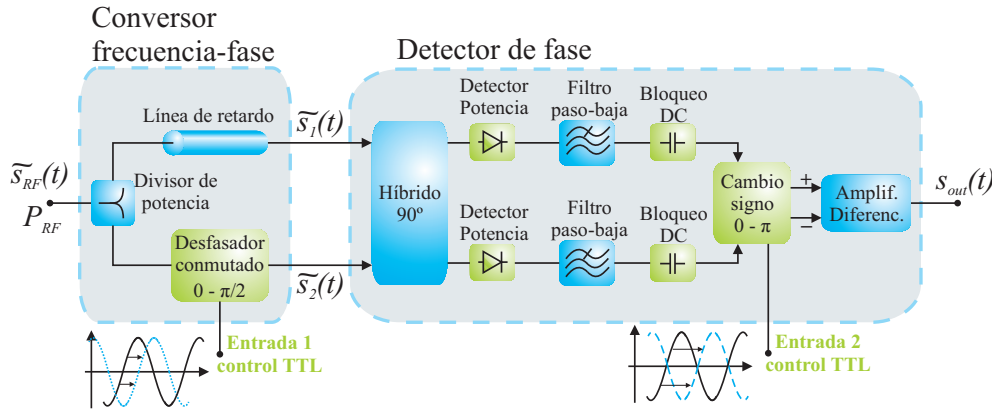 Conversor
frecuencia-fase
Detector de fase
Línea de retardo
s̃1(t)
s̃RF(t)
PRF
Divisor de
potencia
Desfasador
conmutado
0 - π/2
s̃2(t)
Híbrido
90º
Detector
Potencia
Filtro
paso-baja
Bloqueo
DC
Detector
Potencia
Filtro
paso-baja
Bloqueo
DC
Cambio
signo
0 - π
+
−
Amplif.
Diferenc.
sout(t)
Entrada 1
control TTL
Entrada 2
control TTL